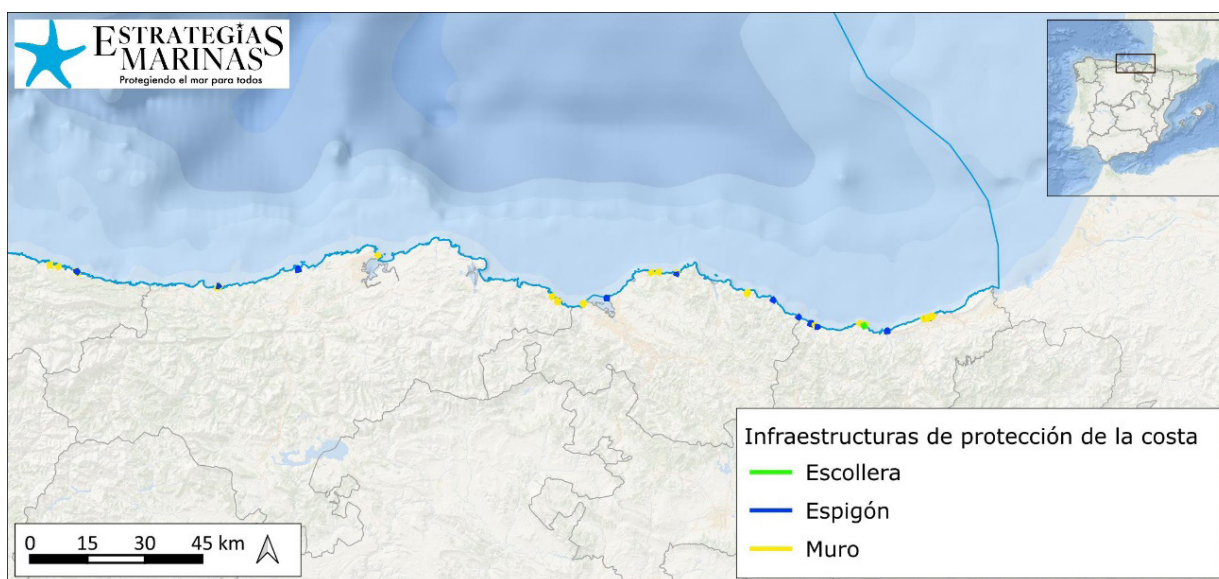 ESTRATEGIAS
MARINAS
Protegiendo el mar para todos
Infraestructuras de protección de la costa
Escollera
Espigón
Muro
0 15 30 45 km